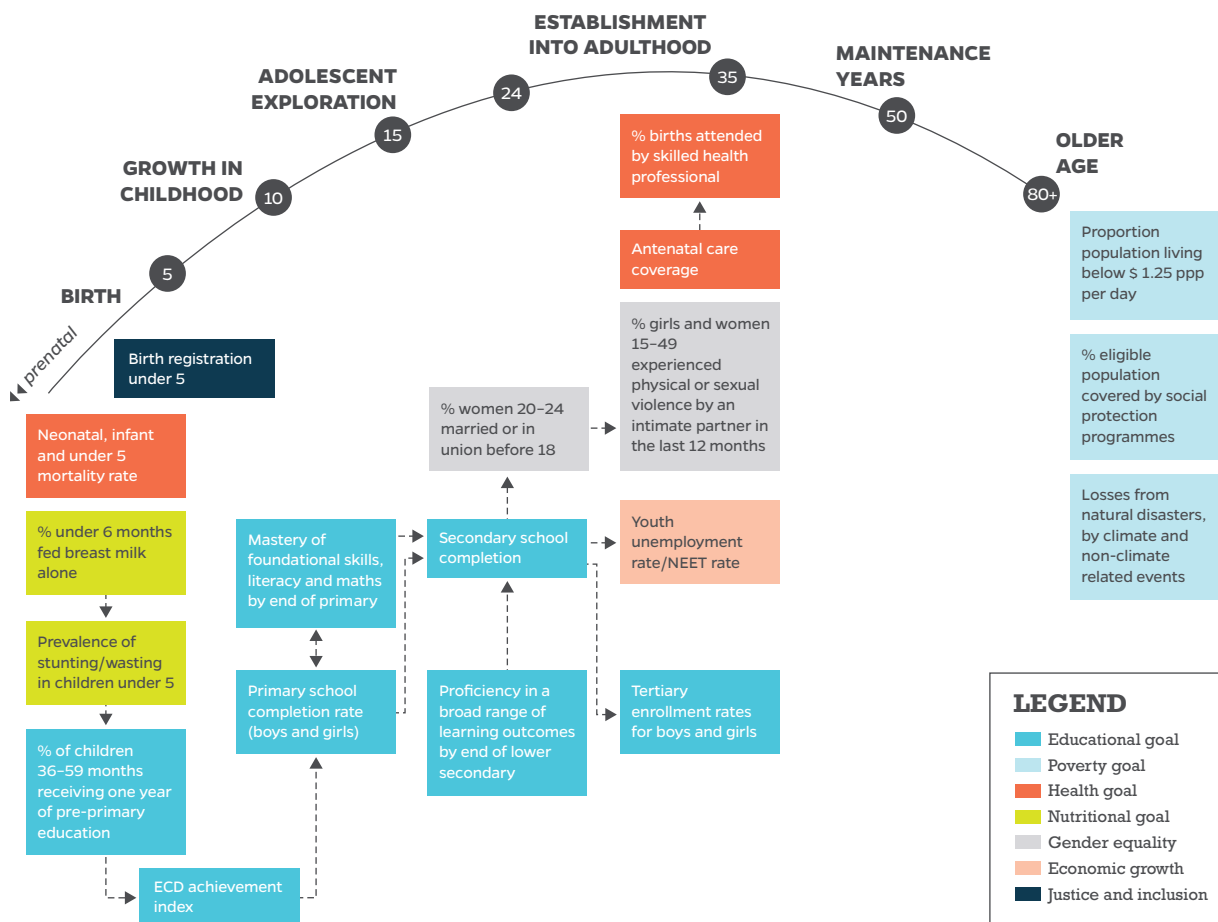 ESTABLISHMENT
INTO ADULTHOOD
MAINTENANCE
YEARS
ADOLESCENT
EXPLORATION
OLDER
AGE
GROWTH IN
CHILDHOOD
BIRTH
prenatal
5
10
15
24
35
50
80+
Birth registration
under 5
Neonatal, infant
and under 5
mortality rate
% under 6 months
fed breast milk
alone
Prevalence of
stunting/wasting
in children under 5
% of children
36–59 months
receiving one year
of pre-primary
education
ECD achievement
index
Mastery of
foundational skills,
literacy and maths
by end of primary
Primary school
completion rate
(boys and girls)
% women 20–24
married or in
union before 18
Secondary school
completion
Proficiency in a
broad range of
learning outcomes
by end of lower
secondary
% births attended
by skilled health
professional
Antenatal care
coverage
% girls and women
15–49
experienced
physical or sexual
violence by an
intimate partner in
the last 12 months
Youth
unemployment
rate/NEET rate
Tertiary
enrollment rates
for boys and girls
Proportion
population living
below $ 1.25 ppp
per day
% eligible
population
covered by social
protection
programmes
Losses from
natural disasters,
by climate and
non-climate
related events
LEGEND
Educational goal
Poverty goal
Health goal
Nutritional goal
Gender equality
Economic growth
Justice and inclusion